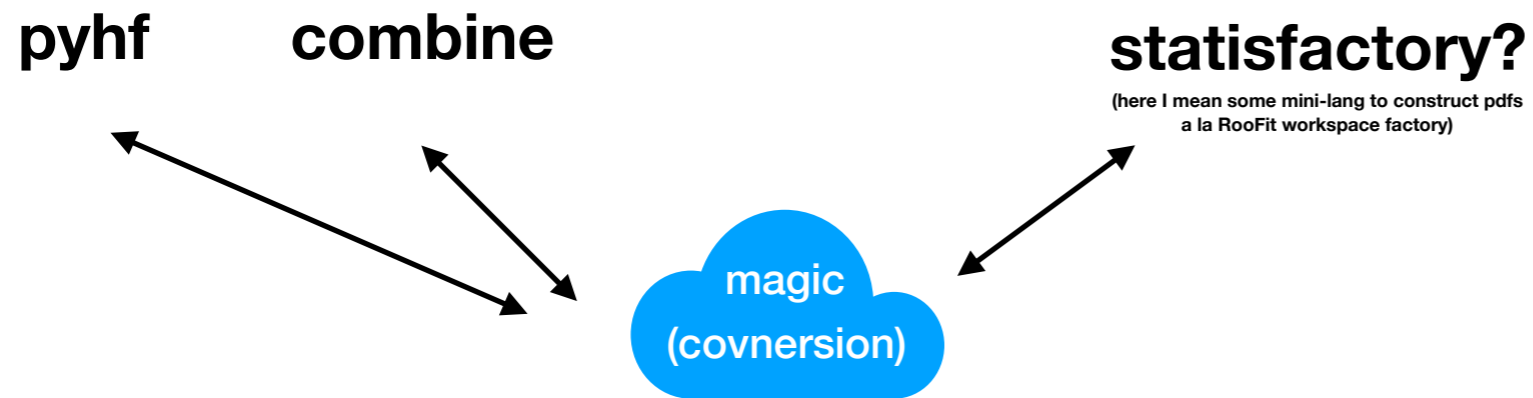 pyhf
combine
statisfactory?
(here I mean some mini-lang to construct pdfs
a la RooFit workspace factory)
magic
(covnersion)